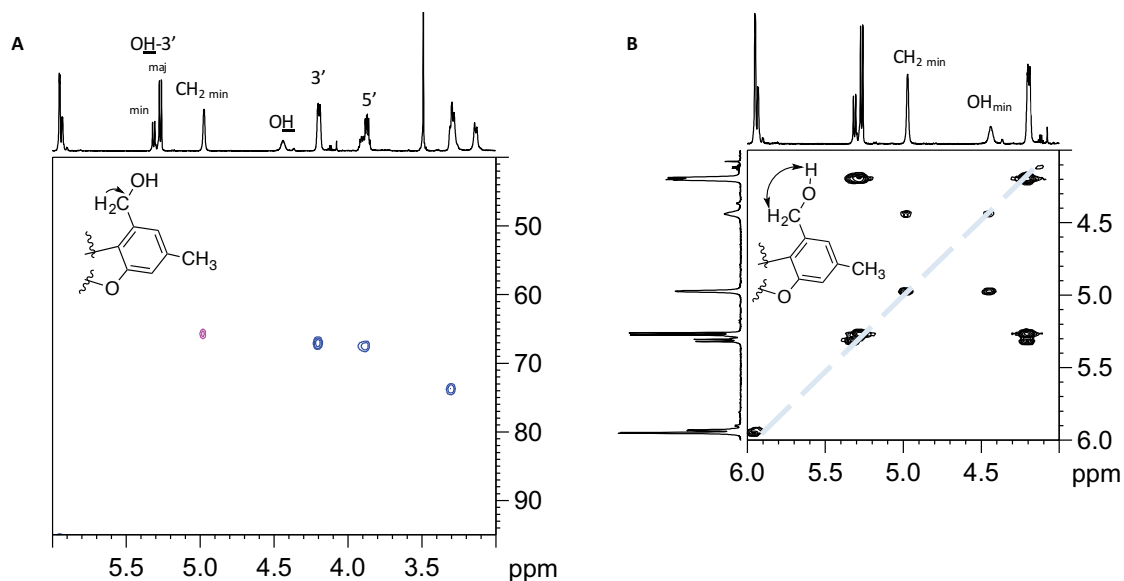 A
OH-3’
maj
min
CH2 min
OH
3’
5’
OH
H2C
CH3
O
50
60
70
80
90
5.5 5.0 4.5 4.0 3.5 ppm
B
CH2 min
OHmin
H
O
H2C
CH3
O
4.5
5.0
5.5
6.0
6.0 5.5 5.0 4.5 ppm